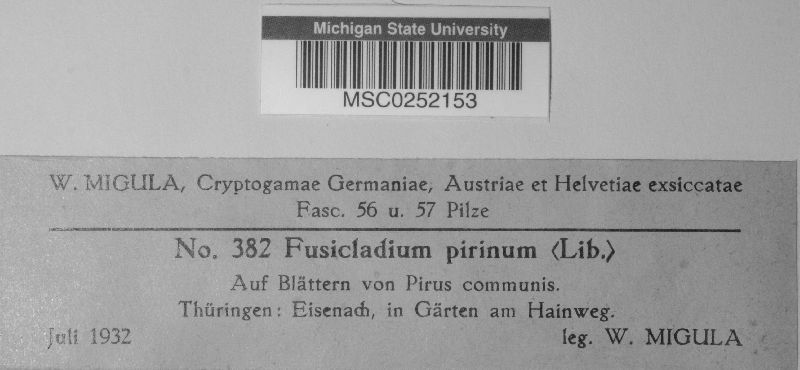 Michigan State University
MSC0252153
W. MIGULA, Cryptogamae Germaniae, Austriae et Helvetiae exsiccatae
Fasc. 56 u. 57 Pilze
No. 382 Fusicladium pirinum (Lib.)
Auf Blättern von Pirus communis.
Thüringen: Eisenach, in Gärten am Hainweg.
Juli 1932 leg. W. MIGULA